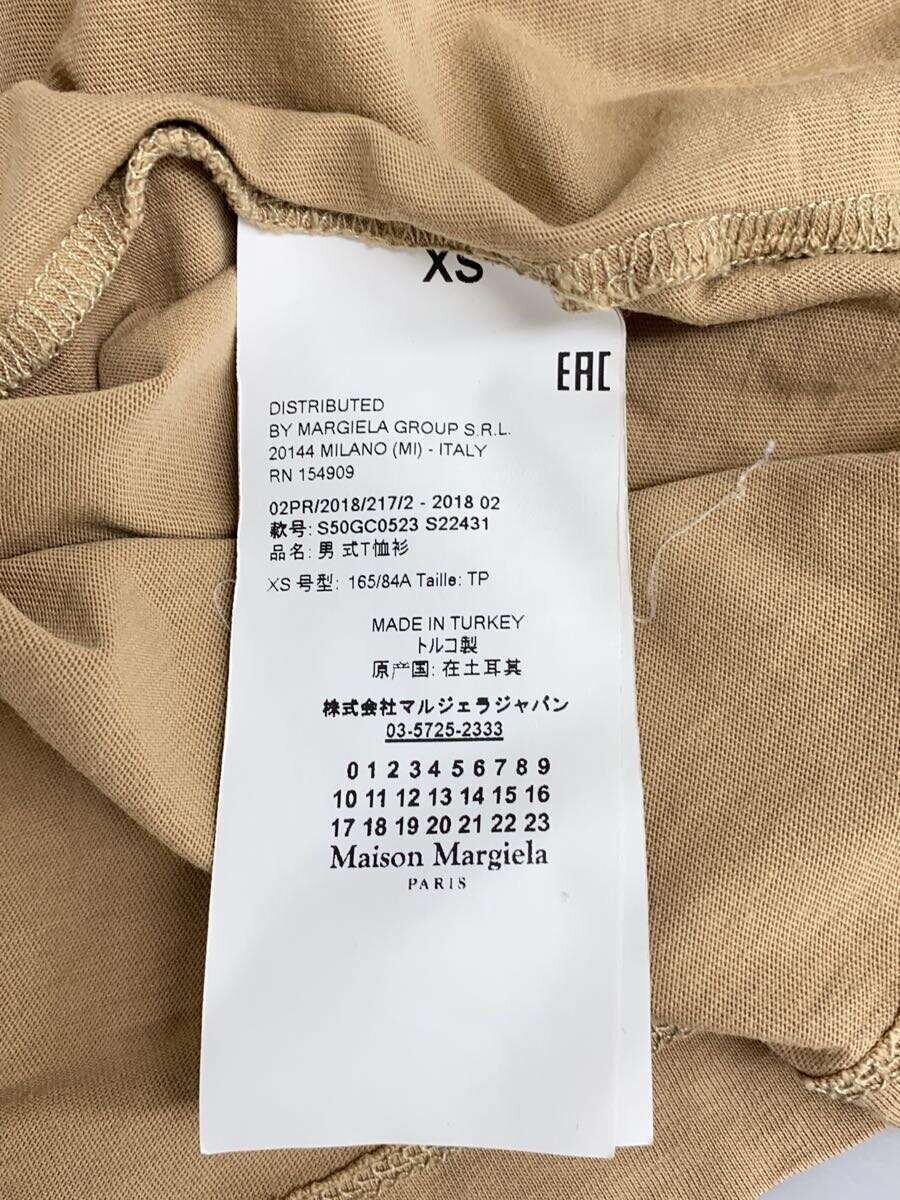 XS
EAC
DISTRIBUTED
BY MARGIELA GROUP S.R.L.
20144 MILANO (MI) - ITALY
RN 154909
02PR/2018/217/2 - 2018 02
款号: S50GC0523 S22431
品名: 男 式T恤衫
XS 号型: 165/84A Taille: TP
MADE IN TURKEY
トルコ製
原产国: 在土耳其
株式会社マルジェラジャパン
03-5725-2333
0 1 2 3 4 5 6 7 8 9
10 11 12 13 14 15 16
17 18 19 20 21 22 23
Maison Margiela
PARIS